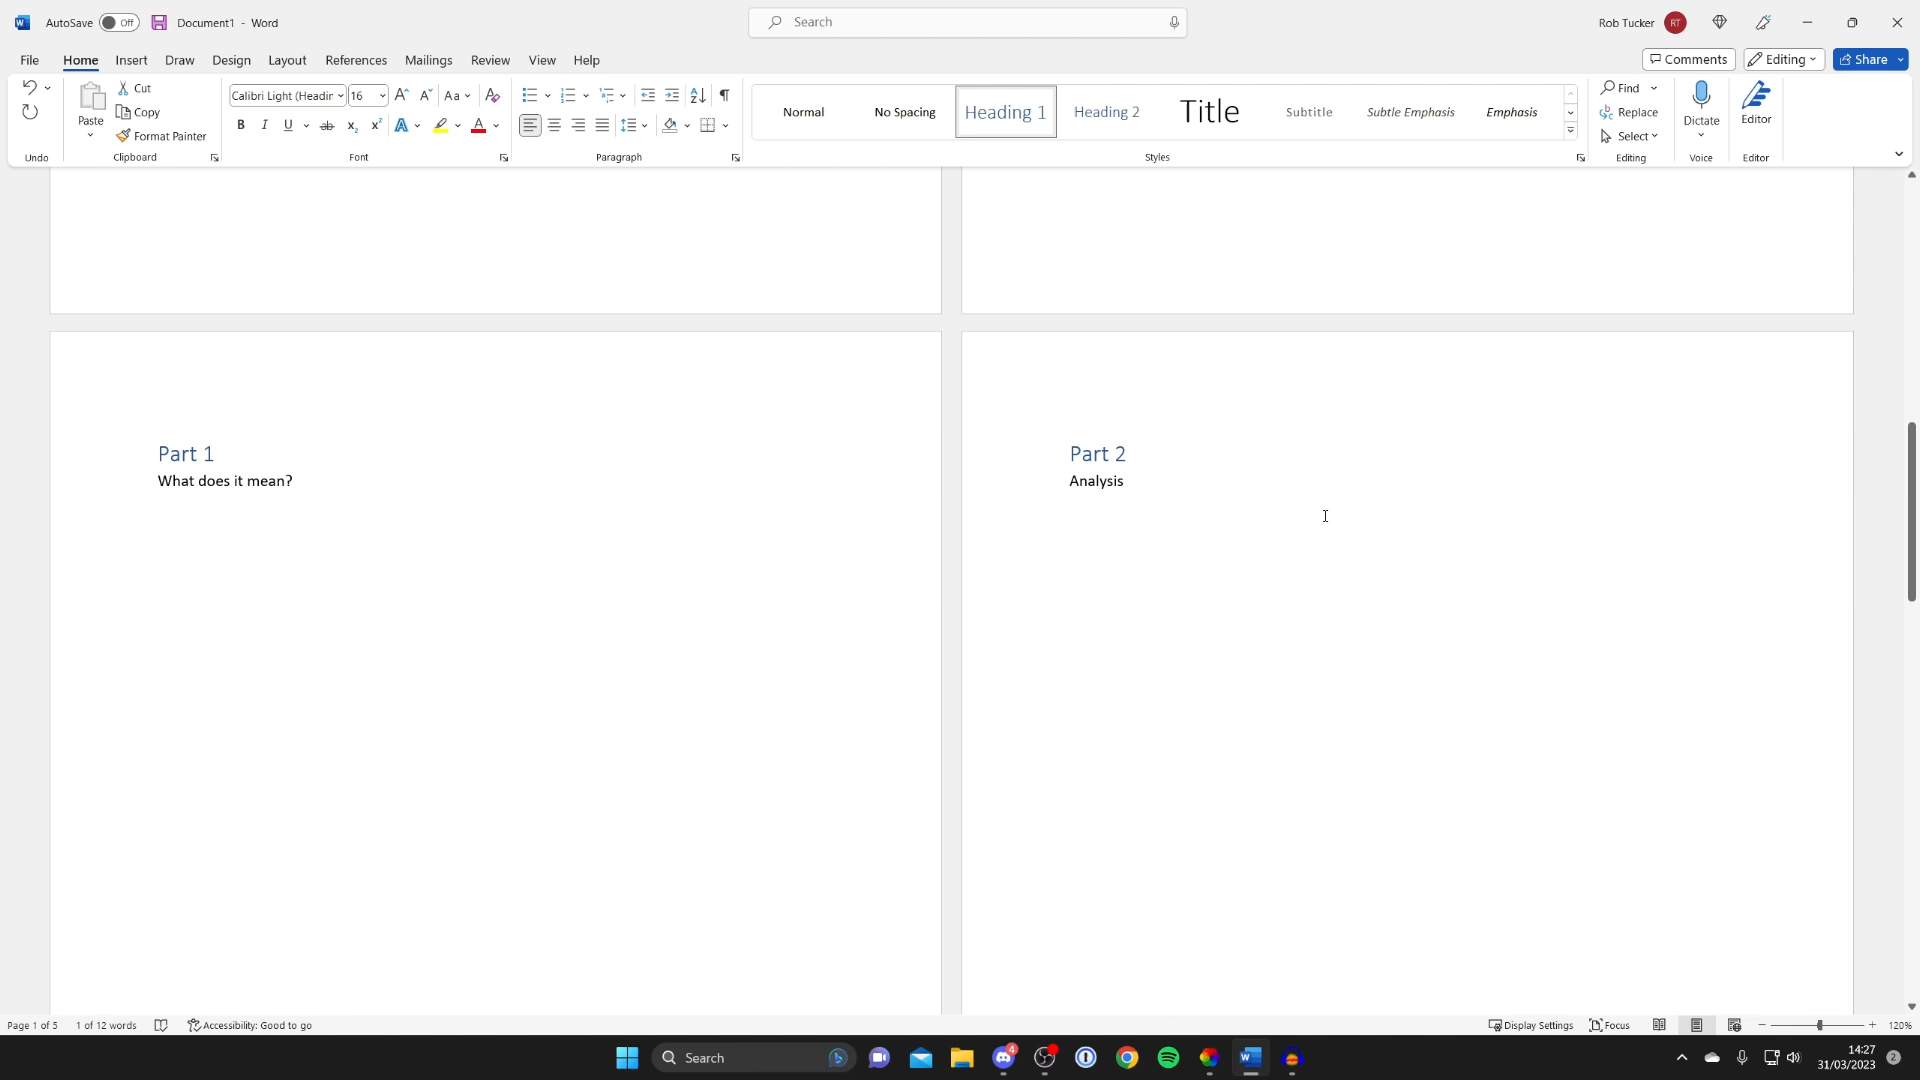 AutoSave Off Document1 - Word
Search
Rob Tucker RT
File Home Insert Draw Design Layout References Mailings Review View Help
Comments Editing Share
Cut
Copy
Format Painter
Paste
Undo Clipboard
Calibri Light (Headin 16
Font
Paragraph
Normal No Spacing Heading 1 Heading 2 Title Subtitle Subtle Emphasis Emphasis
Styles
Find
Replace
Select
Editing
Dictate
Voice
Editor
Editor
Part 1
What does it mean?
Part 2
Analysis
Page 1 of 5 1 of 12 words Accessibility: Good to go
Display Settings Focus 120%
Search
4
14:27
31/03/2023
2